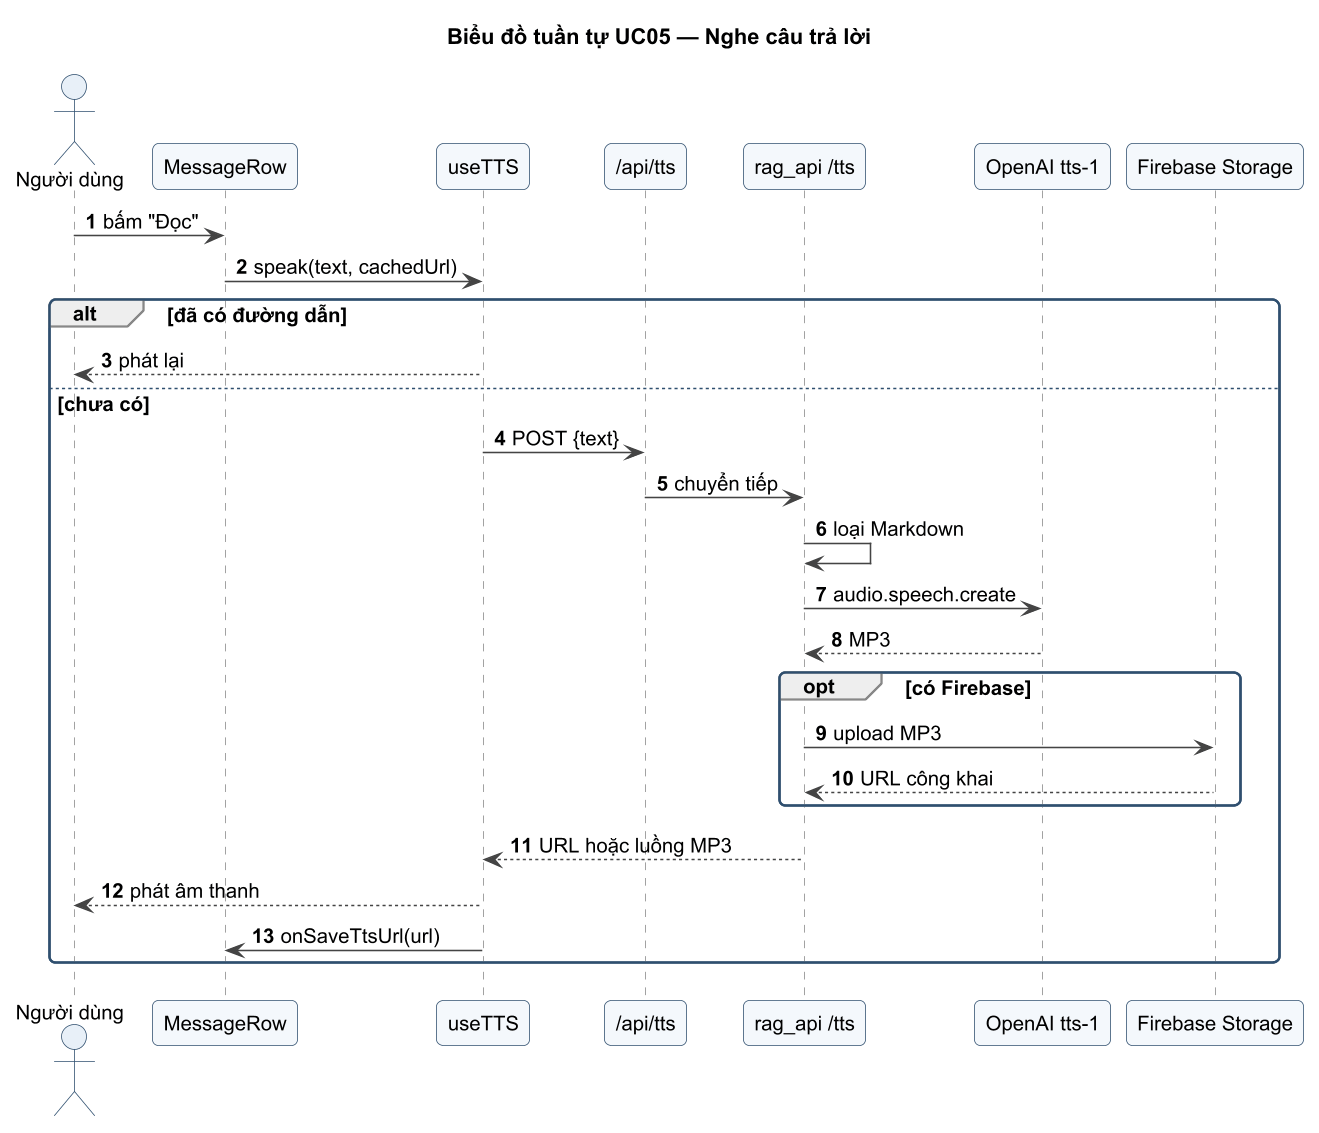 Biểu đồ tuần tự UC05 — Nghe câu trả lời
Người dùng
MessageRow
useTTS
/api/tts
rag_api /tts
OpenAI tts-1
Firebase Storage
1 bấm "Đọc"
2 speak(text, cachedUrl)
alt [đã có đường dẫn]
3 phát lại
[chưa có]
4 POST {text}
5 chuyển tiếp
6 loại Markdown
7 audio.speech.create
8 MP3
opt [có Firebase]
9 upload MP3
10 URL công khai
11 URL hoặc luồng MP3
12 phát âm thanh
13 onSaveTtsUrl(url)
Người dùng
MessageRow
useTTS
/api/tts
rag_api /tts
OpenAI tts-1
Firebase Storage